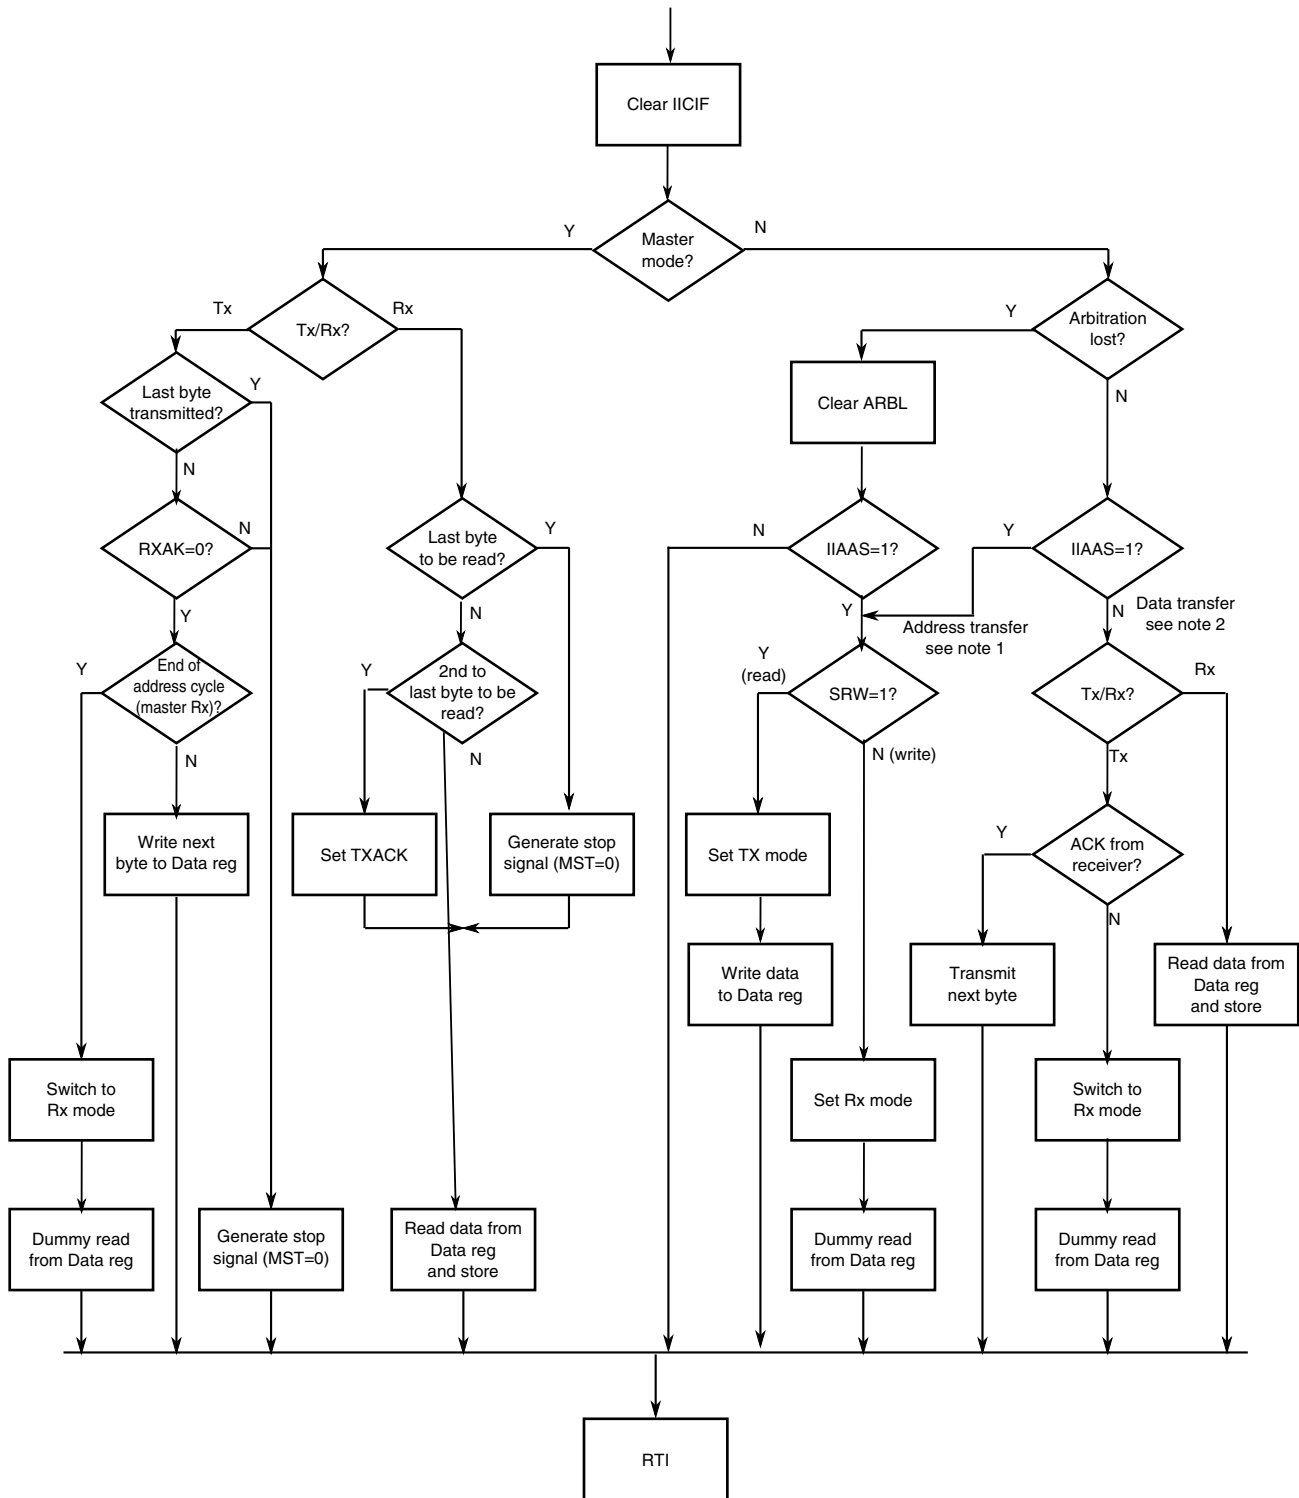 Clear IICIF
Y
N
Master
mode?
Tx
Rx
Tx/Rx?
Y
Arbitration
lost?
Last byte
transmitted?
Y
N
Clear ARBL
N
RXAK=0?
N
Y
Last byte
to be read?
Y
N
N
IIAAS=1?
Y
Y
IIAAS=1?
N
Data transfer
see note 2
Address transfer
see note 1
Y
End of
address cycle
(master Rx)?
N
Y
2nd to
last byte to be
read?
N
Y
(read)
SRW=1?
N (write)
Tx/Rx?
Rx
Tx
Write next
byte to Data reg
Set TXACK
Generate stop
signal (MST=0)
Set TX mode
Y
ACK from
receiver?
N
Write data
to Data reg
Transmit
next byte
Read data from
Data reg
and store
Switch to
Rx mode
Set Rx mode
Switch to
Rx mode
Dummy read
from Data reg
Generate stop
signal (MST=0)
Read data from
Data reg
and store
Dummy read
from Data reg
Dummy read
from Data reg
RTI